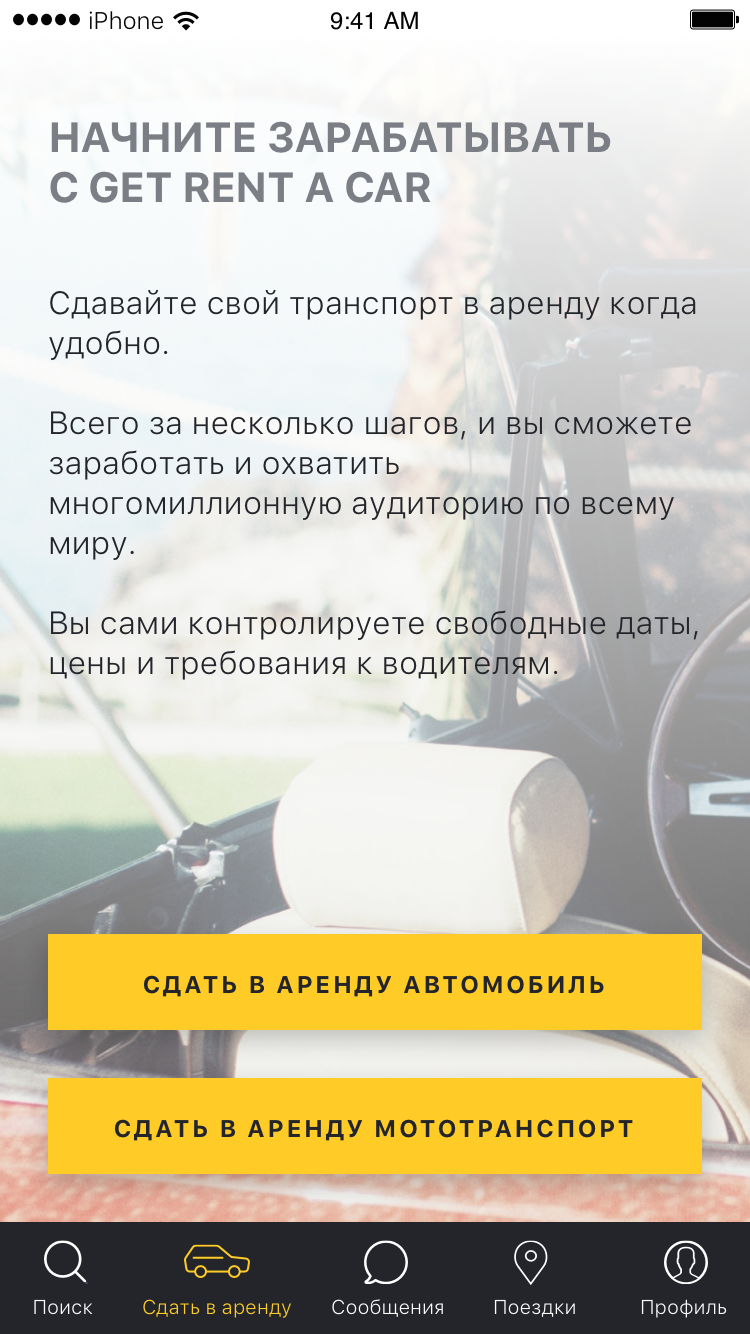 iPhone 9:41 AM
НАЧНИТЕ ЗАРАБАТЫВАТЬ
С GET RENT A CAR
Сдавайте свой транспорт в аренду когда
удобно.
Всего за несколько шагов, и вы сможете
заработать и охватить
многомиллионную аудиторию по всему
миру.
Вы сами контролируете свободные даты,
цены и требования к водителям.
СДАТЬ В АРЕНДУ АВТОМОБИЛЬ
СДАТЬ В АРЕНДУ МОТОТРАНСПОРТ
Поиск Сдать в аренду Сообщения Поездки Профиль